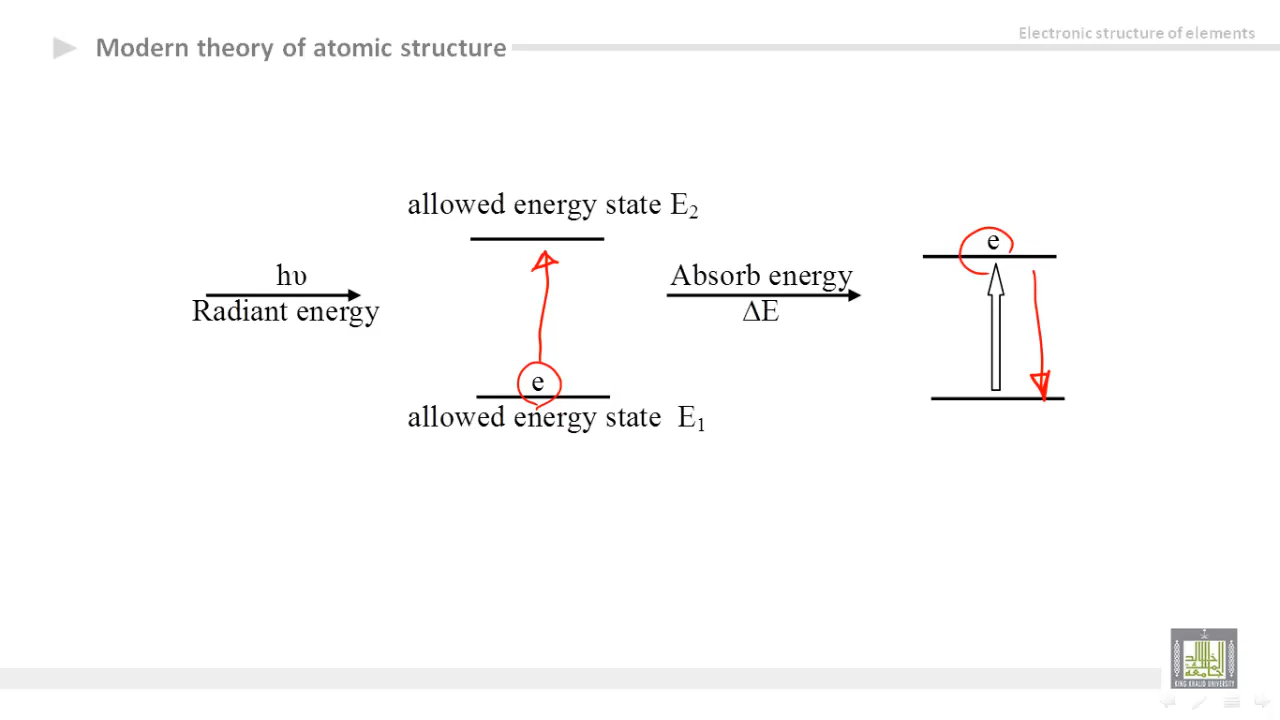 Modern theory of atomic structure
Electronic structure of elements
allowed energy state E₂
hυ
Radiant energy
e
allowed energy state E₁
Absorb energy
ΔE
e
KING KHALID UNIVERSITY